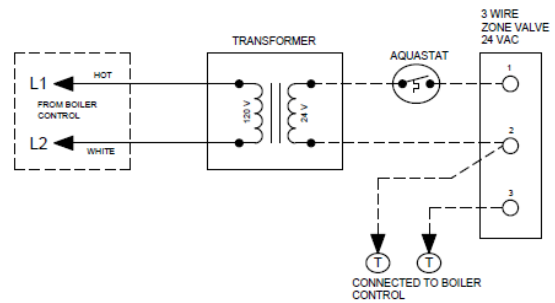 3 WIRE
ZONE VALVE
24 VAC
TRANSFORMER
AQUASTAT
L1
HOT
FROM BOILER
CONTROL
L2
WHITE
120 V
24 V
1
2
3
T
T
CONNECTED TO BOILER
CONTROL